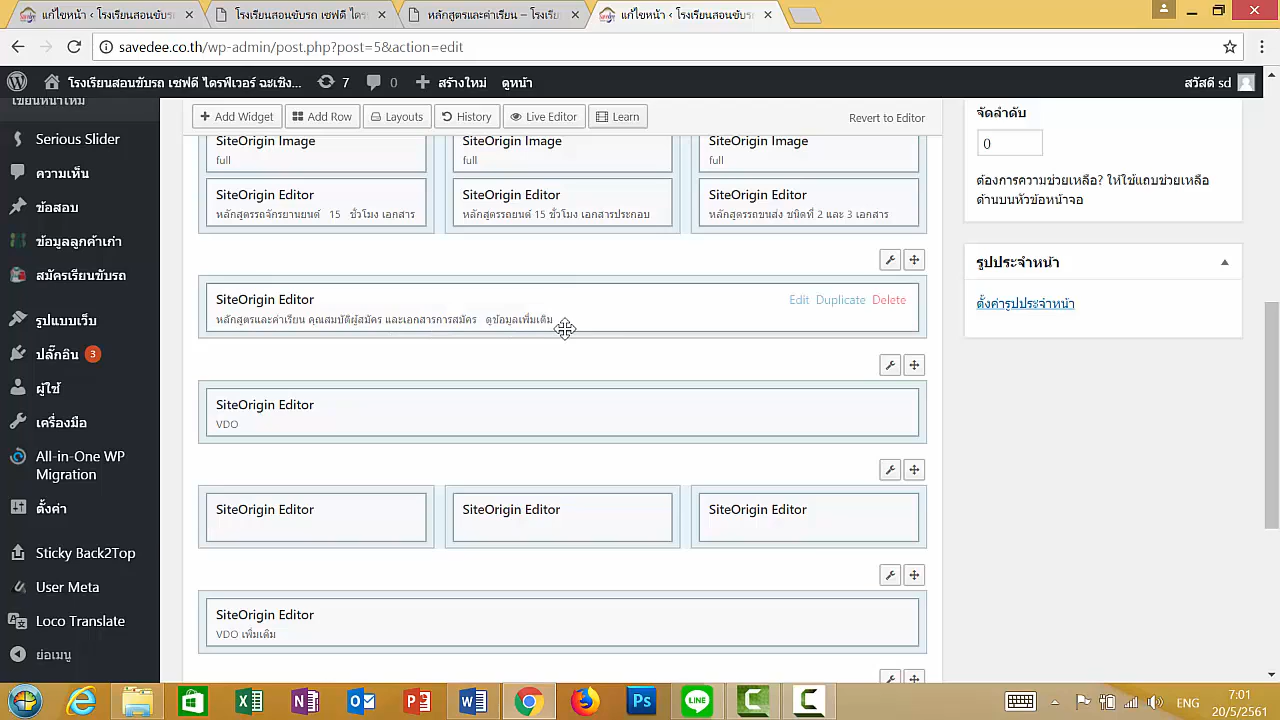 แก้ไขหน้า ‹ โรงเรียนสอนขับร
โรงเรียนสอนขับรถ เซฟดี ไ
หลักสูตรและค่าเรียน – โรงเรีย
แก้ไขหน้า ‹ โรงเรียนสอนขับร
savedee.co.th/wp-admin/post.php?post=5&action=edit
โรงเรียนสอนขับรถ เซฟดี ไดรฟ์เวอร์ ฉะเชิง...
7
0
สร้างใหม่
ดูหน้า
สวัสดี sd
เขียนหน้าใหม่
Serious Slider
ความเห็น
ข้อสอบ
ข้อมูลลูกค้าเก่า
สมัครเรียนขับรถ
รูปแบบเว็บ
ปลั๊กอิน 3
ผู้ใช้
เครื่องมือ
All-in-One WP
Migration
ตั้งค่า
Sticky Back2Top
User Meta
Loco Translate
ย่อเมนู
Add Widget
Add Row
Layouts
History
Live Editor
Learn
Revert to Editor
SiteOrigin Image
full
SiteOrigin Image
full
SiteOrigin Image
full
SiteOrigin Editor
หลักสูตรรถจักรยานยนต์ 15 ชั่วโมง เอกสาร
SiteOrigin Editor
หลักสูตรรถยนต์ 15 ชั่วโมง เอกสารประกอบ
SiteOrigin Editor
หลักสูตรรถขนส่ง ชนิดที่ 2 และ 3 เอกสาร
SiteOrigin Editor
Edit Duplicate Delete
หลักสูตรและค่าเรียน คุณสมบัติผู้สมัคร และเอกสารการสมัคร ดูข้อมูลเพิ่มเติม
SiteOrigin Editor
VDO
SiteOrigin Editor
SiteOrigin Editor
SiteOrigin Editor
SiteOrigin Editor
VDO เพิ่มเติม
จัดลำดับ
0
ต้องการความช่วยเหลือ? ให้ใช้แถบช่วยเหลือ
ด้านบนหัวข้อหน้าจอ
รูปประจำหน้า
ตั้งค่ารูปประจำหน้า
ENG
7:01
20/5/2561